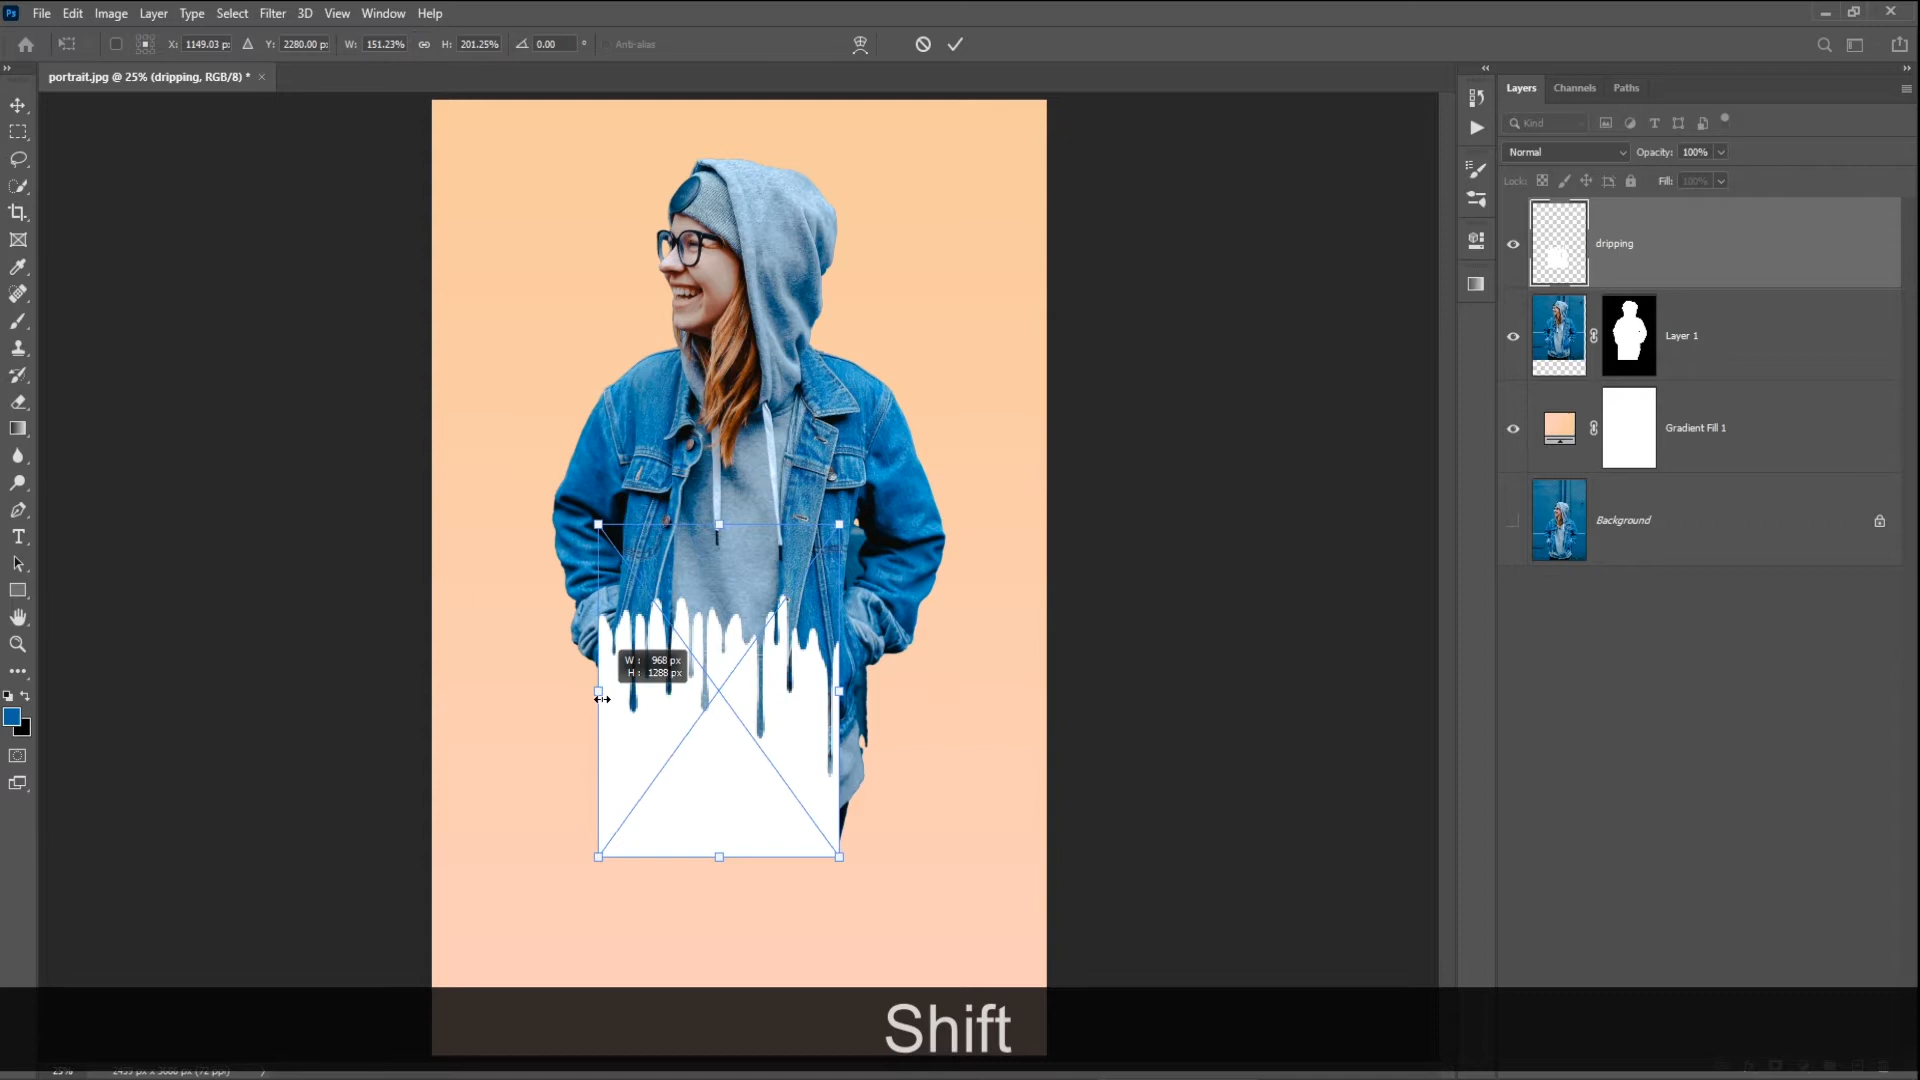 Ps File Edit Image Layer Type Select Filter 3D View Window Help
X: 1149.03 p: Y: 2280.00 p: W: 151.23% H: 201.25% 0.00 ° Anti-alias
portrait.jpg @ 25% (dripping, RGB/8) * ×
Layers Channels Paths
Kind
Normal Opacity: 100%
Lock: Fill: 100%
dripping
Layer 1
Gradient Fill 1
Background
W : 968 px
H : 1288 px
Shift
25%